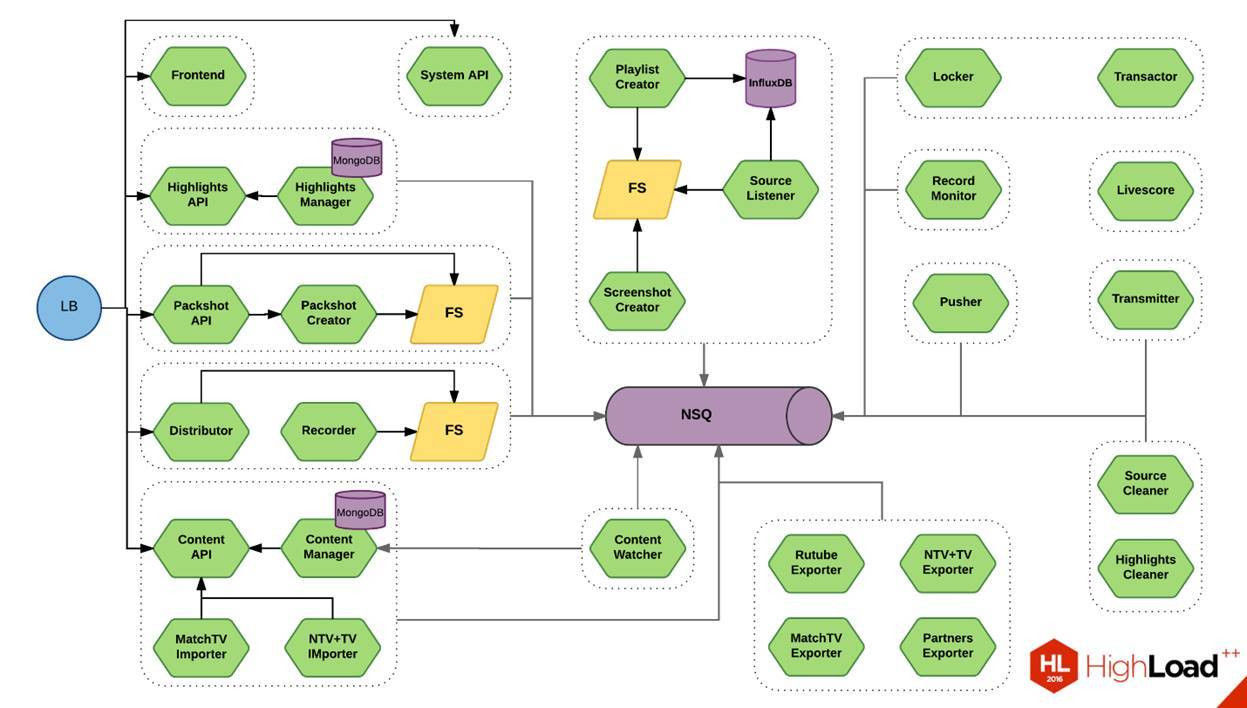 Frontend
System API
MongoDB
Highlights
API
Highlights
Manager
LB
Packshot
API
Packshot
Creator
FS
Distributor
Recorder
FS
MongoDB
Content
API
Content
Manager
MatchTV
Importer
NTV+TV
IMporter
Playlist
Creator
InfluxDB
FS
Source
Listener
Screenshot
Creator
NSQ
Content
Watcher
Locker
Transactor
Record
Monitor
Livescore
Pusher
Transmitter
Source
Cleaner
Highlights
Cleaner
Rutube
Exporter
NTV+TV
Exporter
MatchTV
Exporter
Partners
Exporter
HL
2016
HighLoad++